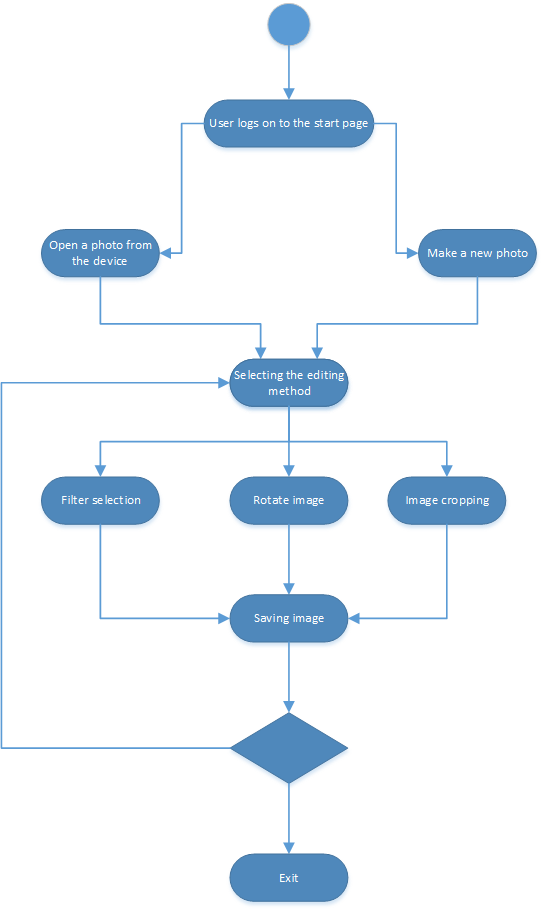 User logs on to the start page
Open a photo from
the device
Make a new photo
Selecting the editing
method
Filter selection
Rotate image
Image cropping
Saving image
Exit